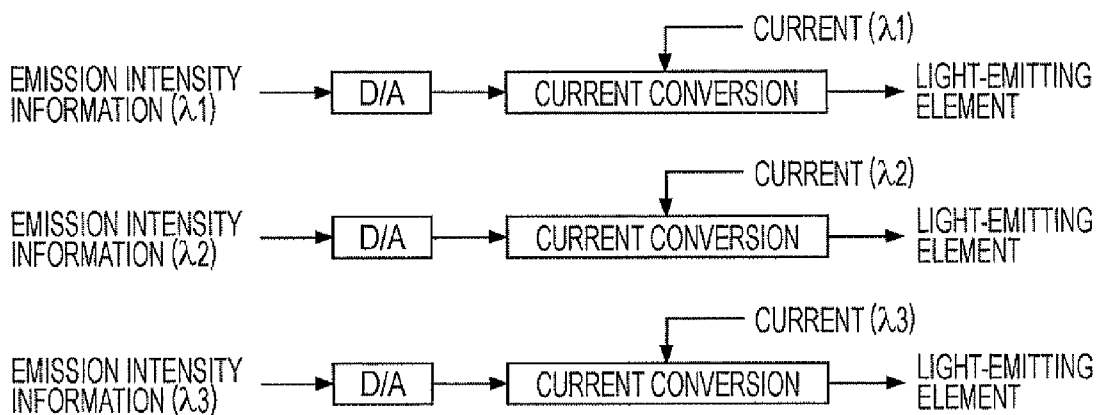 CURRENT (λ1)
EMISSION INTENSITY
INFORMATION (λ1)
D/A
CURRENT CONVERSION
LIGHT-EMITTING
ELEMENT
CURRENT (λ2)
EMISSION INTENSITY
INFORMATION (λ2)
D/A
CURRENT CONVERSION
LIGHT-EMITTING
ELEMENT
CURRENT (λ3)
EMISSION INTENSITY
INFORMATION (λ3)
D/A
CURRENT CONVERSION
LIGHT-EMITTING
ELEMENT